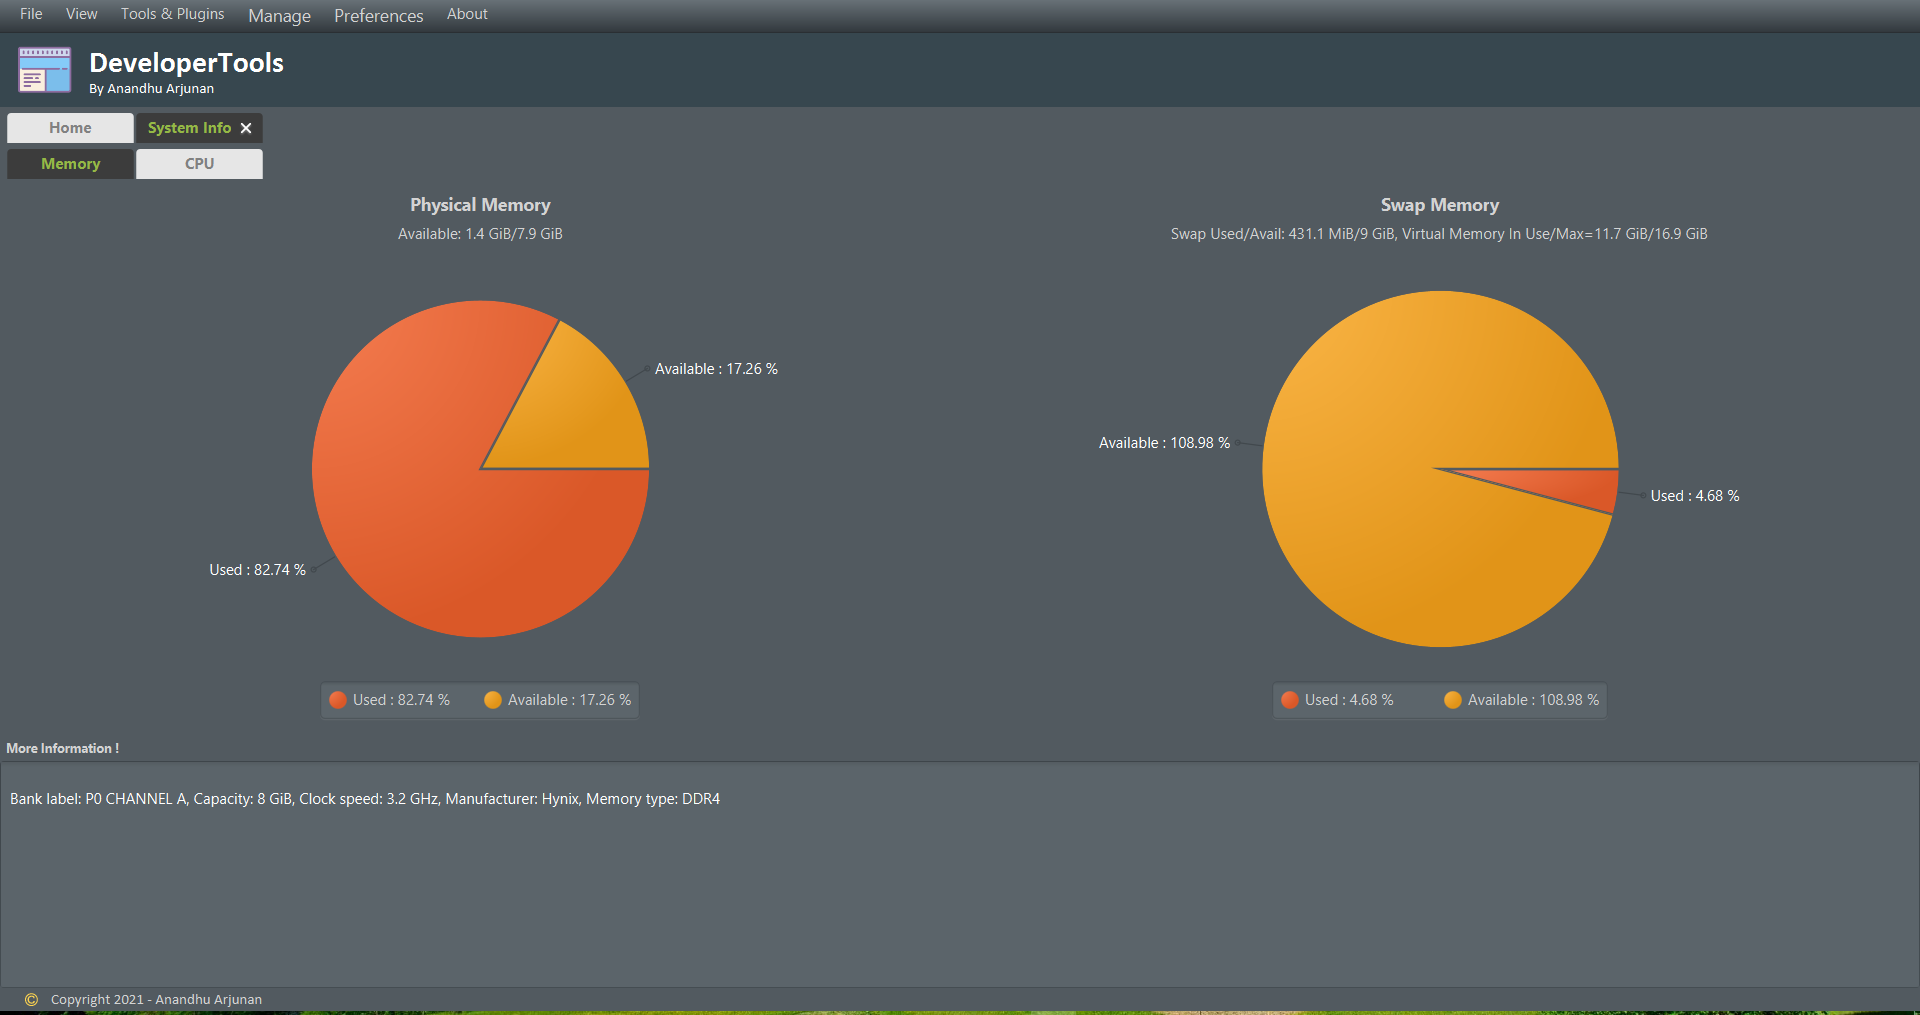 File View Tools & Plugins Manage Preferences About
DeveloperTools
By Anandhu Arjunan
Home System Info ✕
Memory CPU
Physical Memory
Available: 1.4 GiB/7.9 GiB
Available : 17.26 %
Used : 82.74 %
Used : 82.74 % Available : 17.26 %
Swap Memory
Swap Used/Avail: 431.1 MiB/9 GiB, Virtual Memory In Use/Max=11.7 GiB/16.9 GiB
Available : 108.98 %
Used : 4.68 %
Used : 4.68 % Available : 108.98 %
More Information !
Bank label: P0 CHANNEL A, Capacity: 8 GiB, Clock speed: 3.2 GHz, Manufacturer: Hynix, Memory type: DDR4
© Copyright 2021 - Anandhu Arjunan